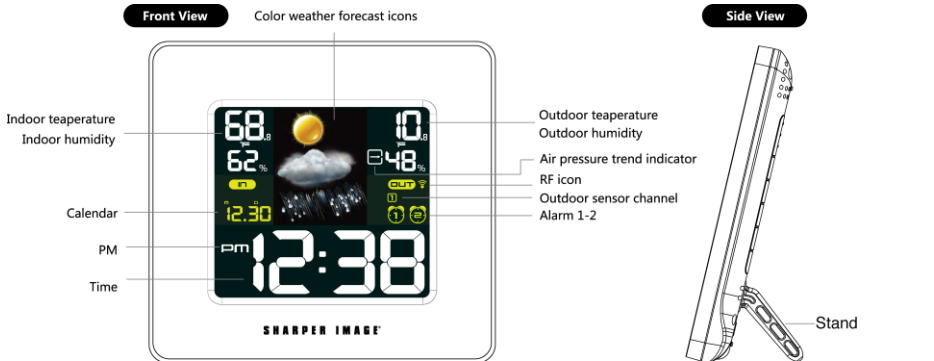 Front View
Color weather forecast icons
Side View
Indoor teaperature
Indoor humidity
Calendar
PM
Time
68.8
62%
IN
12.30
pm
12:38
10.8
48%
OUT
1
1 2
SHARPER IMAGE
Outdoor teaperature
Outdoor humidity
Air pressure trend indicator
RF icon
Outdoor sensor channel
Alarm 1-2
Stand